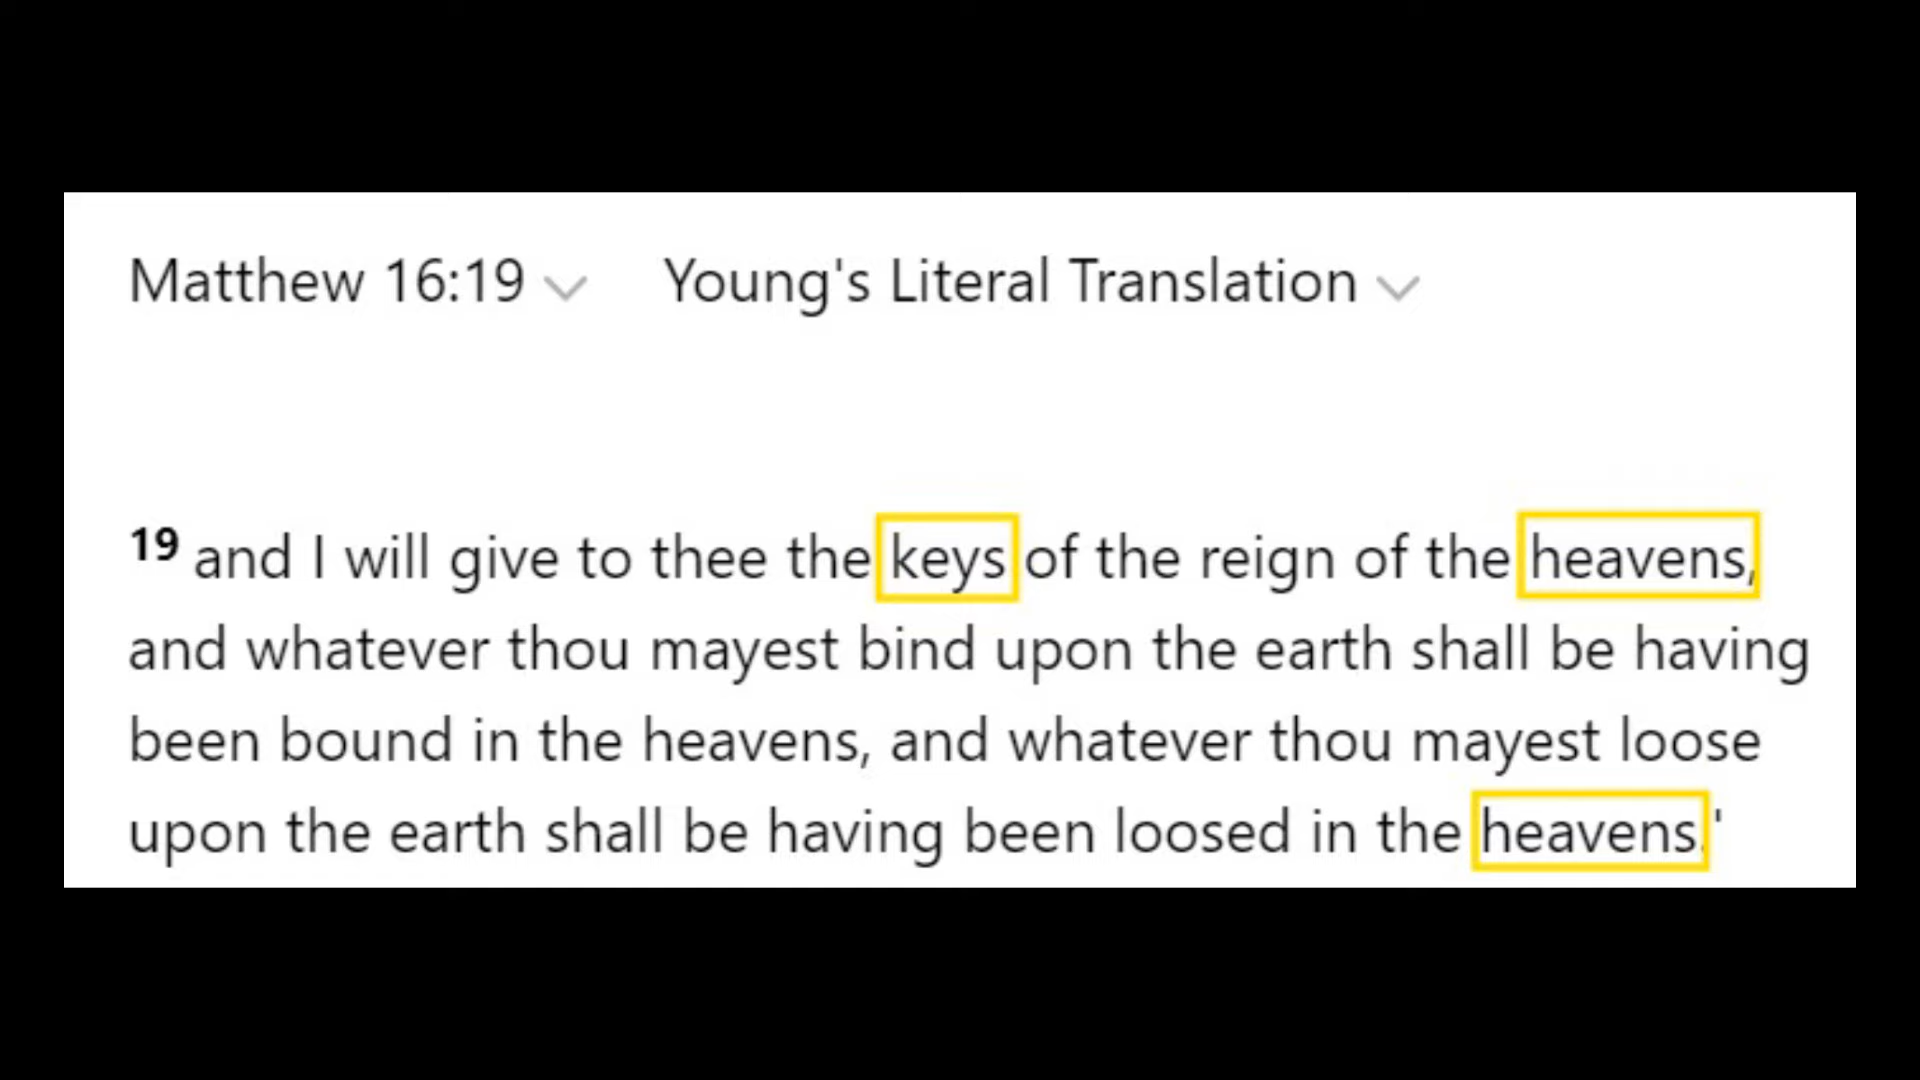 Matthew 16:19 Young's Literal Translation
19 and I will give to thee the keys of the reign of the heavens,
and whatever thou mayest bind upon the earth shall be having
been bound in the heavens, and whatever thou mayest loose
upon the earth shall be having been loosed in the heavens.'